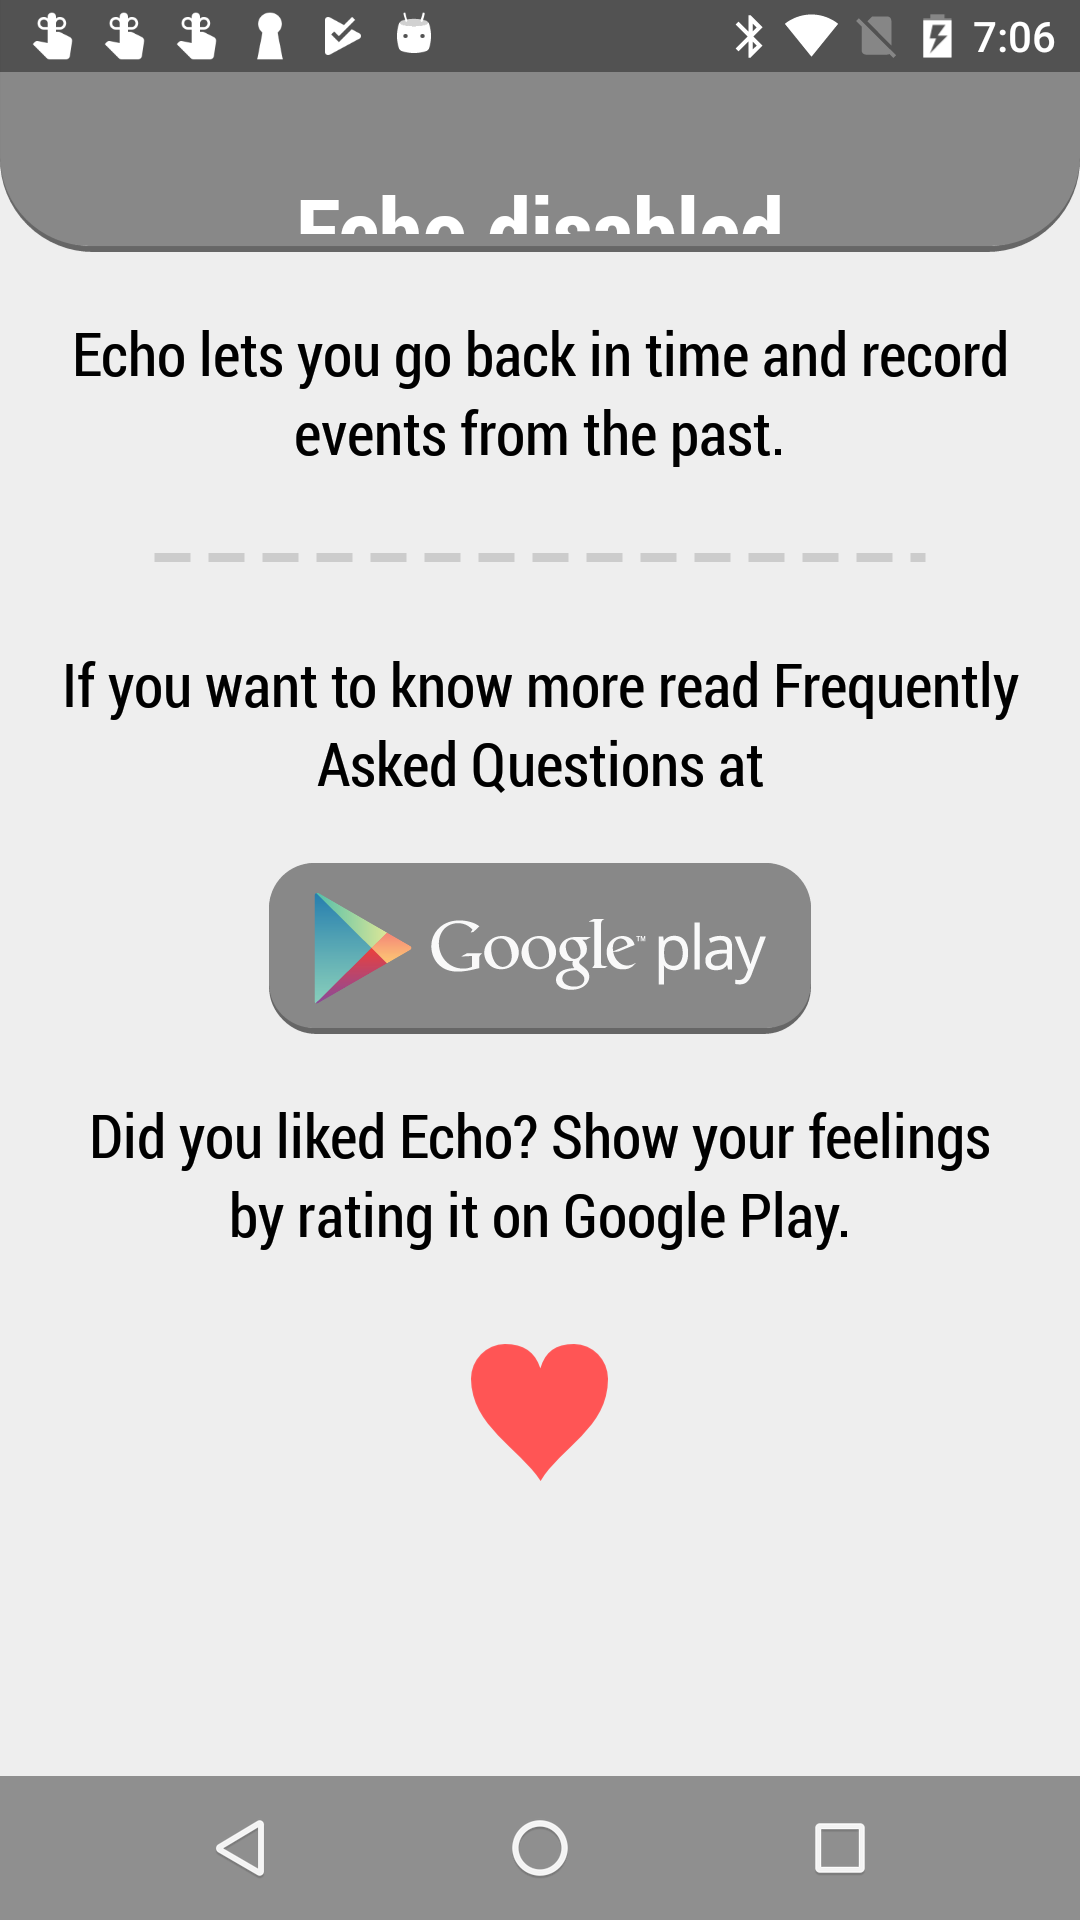 7:06
Echo disabled
Echo lets you go back in time and record
events from the past.
If you want to know more read Frequently
Asked Questions at
Google™ play
Did you liked Echo? Show your feelings
by rating it on Google Play.